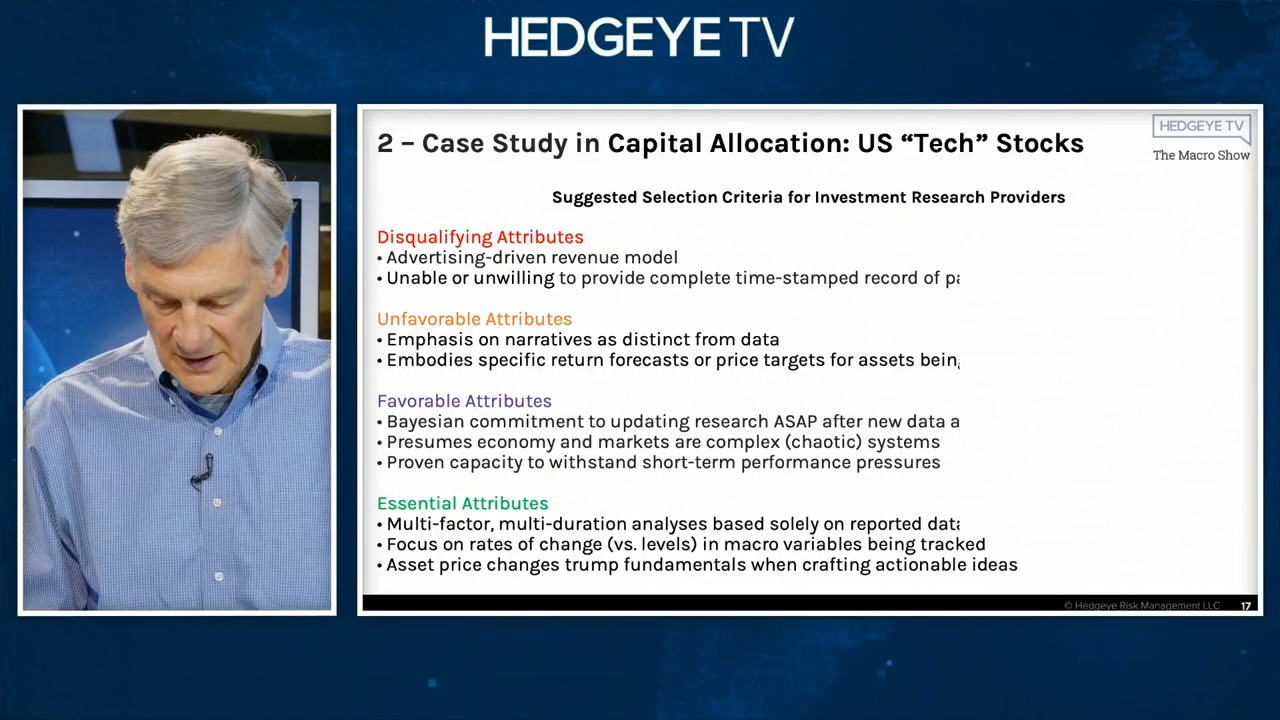 HEDGEYE TV
2 – Case Study in Capital Allocation: US “Tech” Stocks
HEDGEYE TV
The Macro Show
Suggested Selection Criteria for Investment Research Providers
Disqualifying Attributes
• Advertising-driven revenue model
• Unable or unwilling to provide complete time-stamped record of
Unfavorable Attributes
• Emphasis on narratives as distinct from data
• Embodies specific return forecasts or price targets for assets
Favorable Attributes
• Bayesian commitment to updating research ASAP after new data
• Presumes economy and markets are complex (chaotic) systems
• Proven capacity to withstand short-term performance pressures
Essential Attributes
• Multi-factor, multi-duration analyses based solely on reported
• Focus on rates of change (vs. levels) in macro variables being tracked
• Asset price changes trump fundamentals when crafting actionable ideas
© Hedgeye Risk Management LLC 17